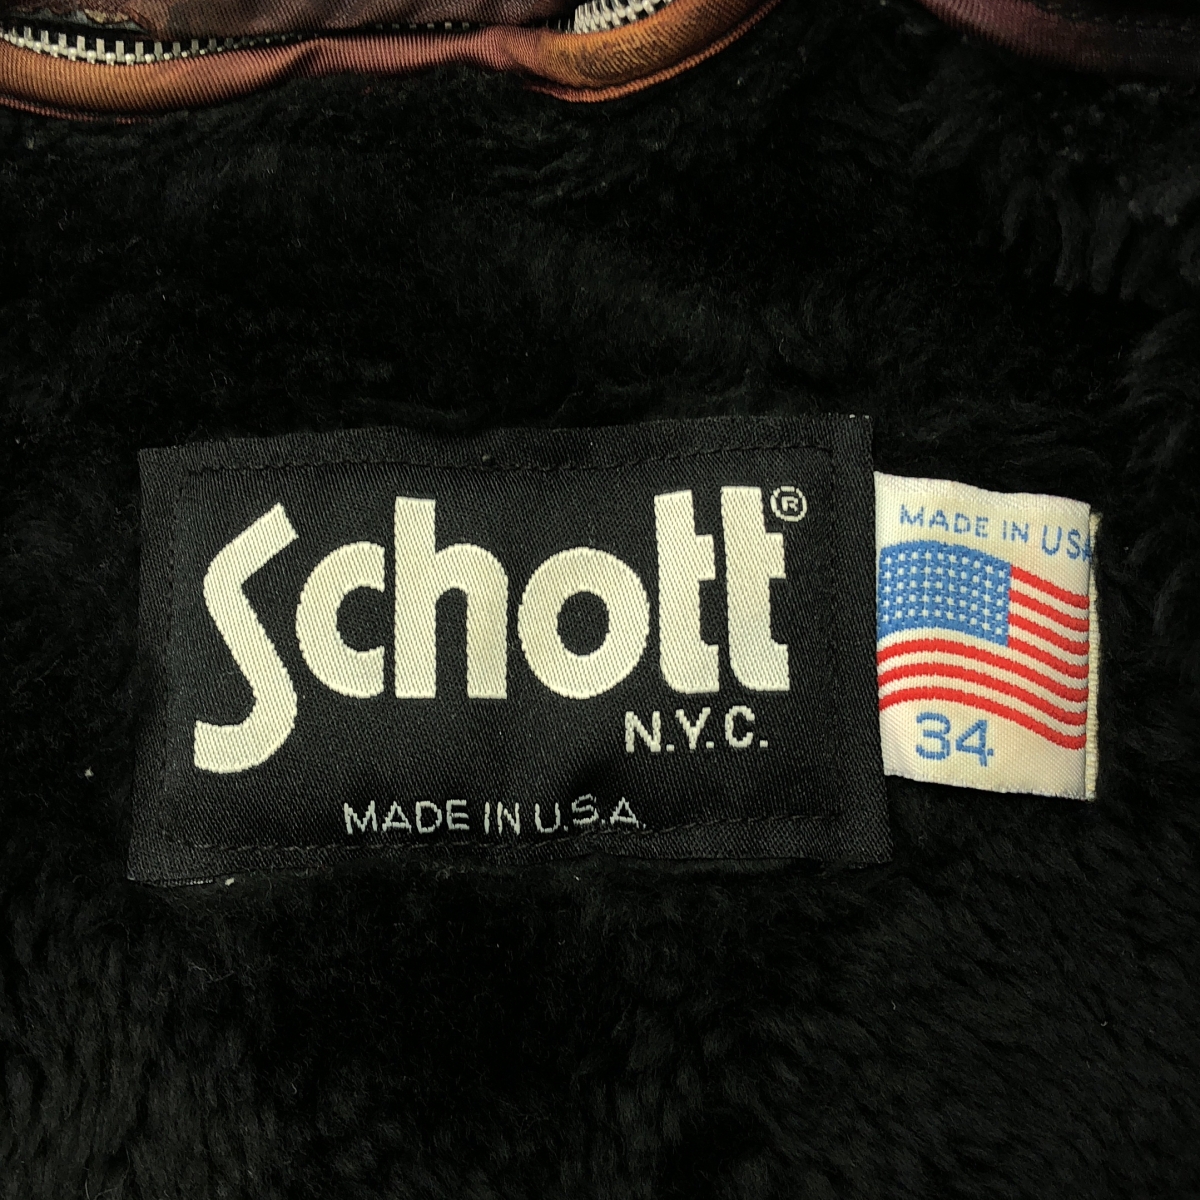 Schott®
N.Y.C.
MADE IN U.S.A.
MADE IN USA
34